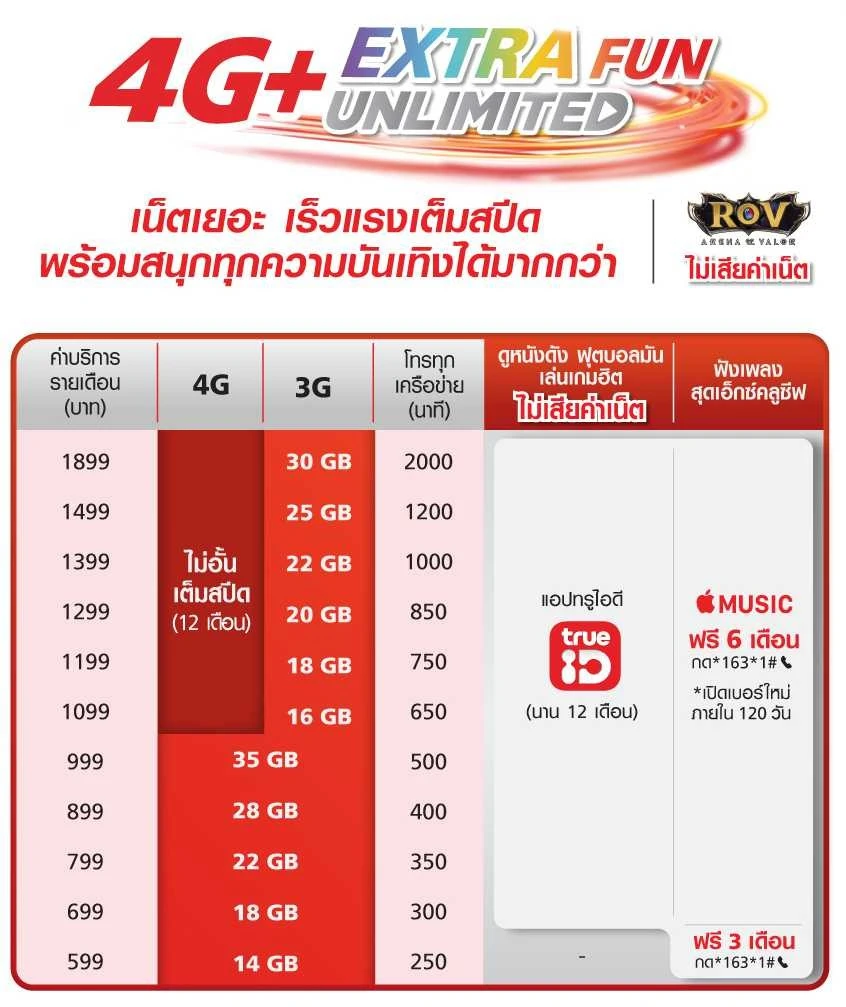 4G+ EXTRA FUN
UNLIMITED
เน็ตเยอะ เร็วแรงเต็มสปีด
พร้อมสนุกทุกความบันเทิงได้มากกว่า
ROV
ARENA OF VALOR
ไม่เสียค่าเน็ต
ค่าบริการ
รายเดือน
(บาท)
4G
3G
โทรทุก
เครือข่าย
(นาที)
ดูหนังดัง ฟุตบอลมัน
เล่นเกมฮิต
ไม่เสียค่าเน็ต
ฟังเพลง
สุดเอ็กซ์คลูซีฟ
1899 30 GB 2000
1499 25 GB 1200
1399 22 GB 1000
1299 20 GB 850
1199 18 GB 750
1099 16 GB 650
ไม่อั้น
เต็มสปีด
(12 เดือน)
999 35 GB 500
899 28 GB 400
799 22 GB 350
699 18 GB 300
599 14 GB 250
แอปทรูไอดี
true
iD
(นาน 12 เดือน)
-
MUSIC
ฟรี 6 เดือน
กด*163*1#
*เปิดเบอร์ใหม่
ภายใน 120 วัน
ฟรี 3 เดือน
กด*163*1#